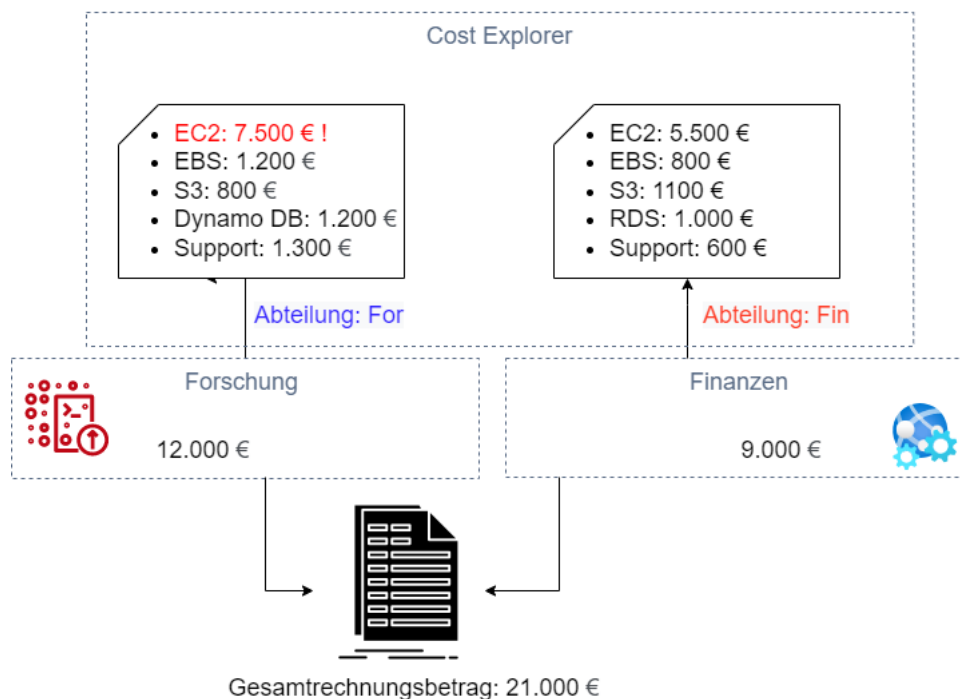 Cost Explorer
EC2: 7.500 € !
EBS: 1.200 €
S3: 800 €
Dynamo DB: 1.200 €
Support: 1.300 €
EC2: 5.500 €
EBS: 800 €
S3: 1100 €
RDS: 1.000 €
Support: 600 €
Abteilung: For
Abteilung: Fin
Forschung
12.000 €
Finanzen
9.000 €
Gesamtrechnungsbetrag: 21.000 €